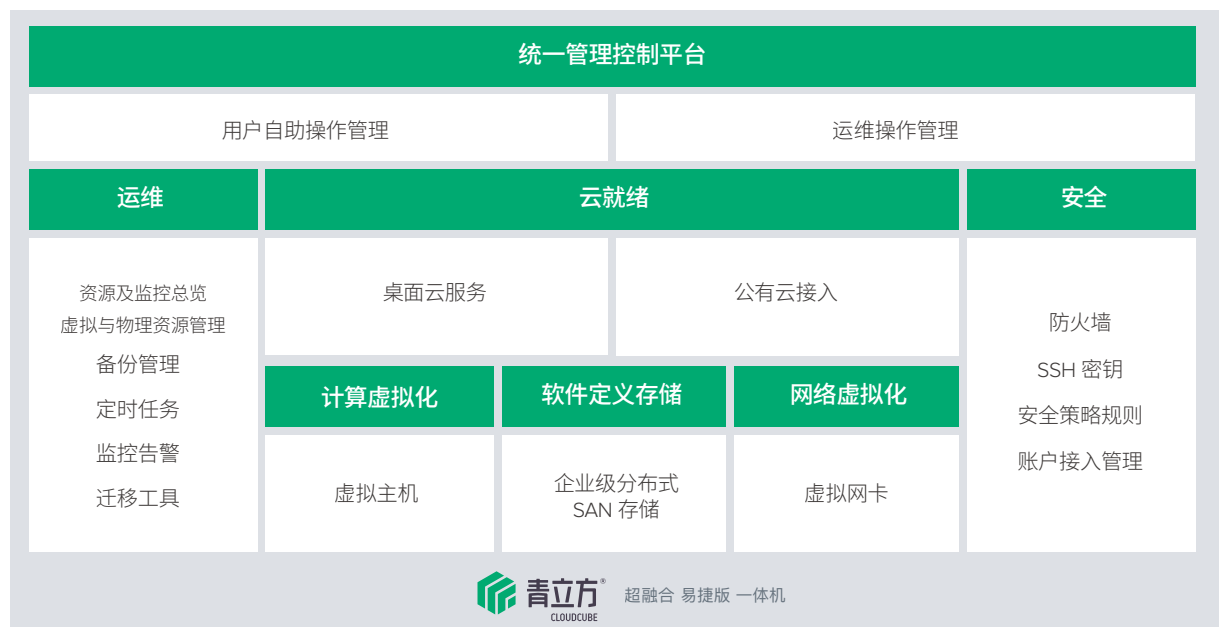 统一管理控制平台
用户自助操作管理
运维操作管理
运维
云就绪
安全
资源及监控总览
虚拟与物理资源管理
备份管理
定时任务
监控告警
迁移工具
桌面云服务
公有云接入
计算虚拟化
软件定义存储
网络虚拟化
虚拟主机
企业级分布式
SAN 存储
虚拟网卡
防火墙
SSH 密钥
安全策略规则
账户接入管理
青立方®
CLOUDCUBE
超融合 易捷版 一体机